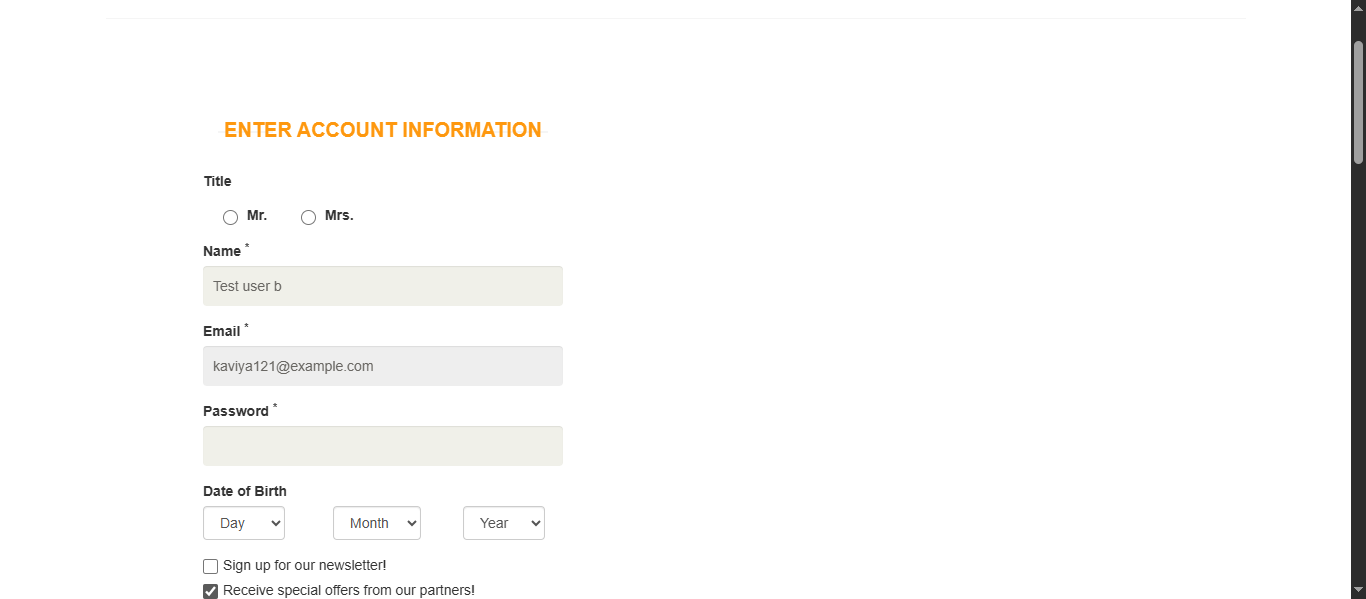 ENTER ACCOUNT INFORMATION
Title
Mr. Mrs.
Name *
Test user b
Email *
kaviya121@example.com
Password *
Date of Birth
Day Month Year
Sign up for our newsletter!
Receive special offers from our partners!